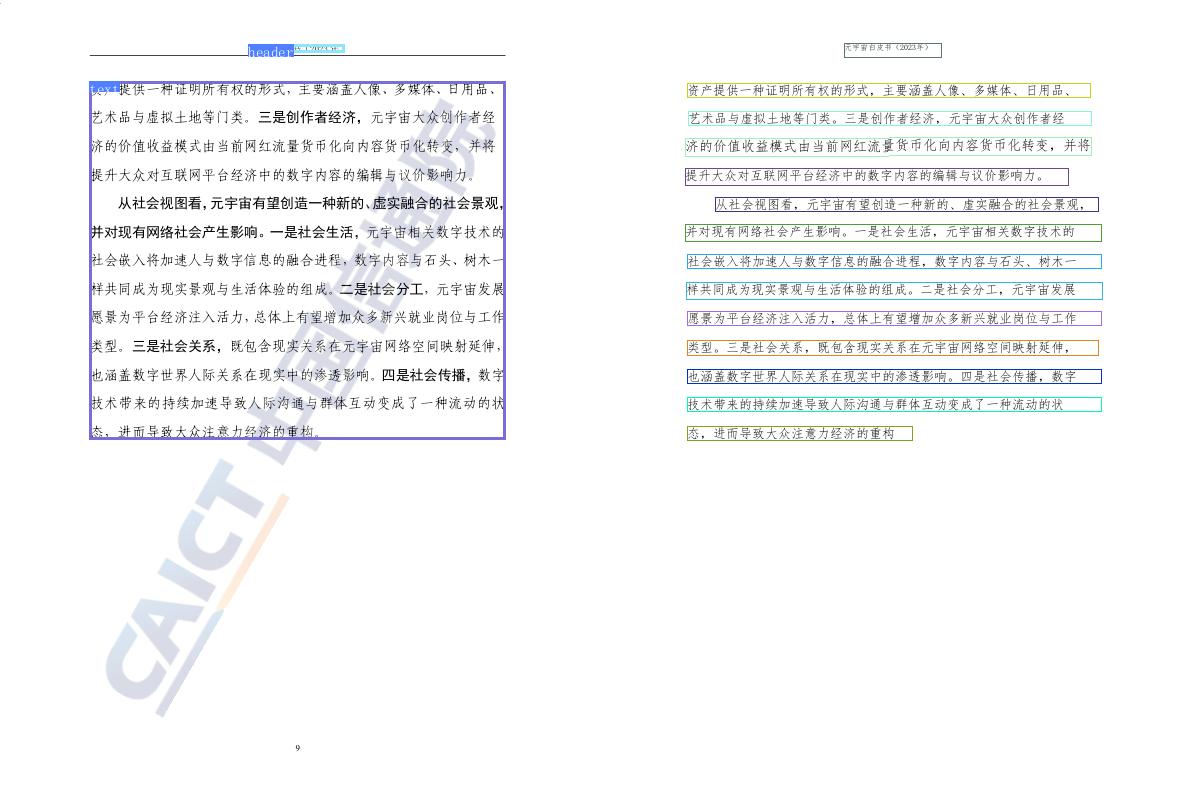 header
text提供一种证明所有权的形式，主要涵盖人像、多媒体、日用品、
艺术品与虚拟土地等门类。三是创作者经济，元宇宙大众创作者经
济的价值收益模式由当前网红流量货币化向内容货币化转变，并将
提升大众对互联网平台经济中的数字内容的编辑与议价影响力。
从社会视图看，元宇宙有望创造一种新的、虚实融合的社会景观，
并对现有网络社会产生影响。一是社会生活，元宇宙相关数字技术的
社会嵌入将加速人与数字信息的融合进程，数字内容与石头、树木一
样共同成为现实景观与生活体验的组成。二是社会分工，元宇宙发展
愿景为平台经济注入活力，总体上有望增加众多新兴就业岗位与工作
类型。三是社会关系，既包含现实关系在元宇宙网络空间映射延伸，
也涵盖数字世界人际关系在现实中的渗透影响。四是社会传播，数字
技术带来的持续加速导致人际沟通与群体互动变成了一种流动的状
态，进而导致大众注意力经济的重构。
CAICT 中国信通院
9
元宇宙白皮书（2023年）
资产提供一种证明所有权的形式，主要涵盖人像、多媒体、日用品、
艺术品与虚拟土地等门类。三是创作者经济，元宇宙大众创作者经
济的价值收益模式由当前网红流量货币化向内容货币化转变，并将
提升大众对互联网平台经济中的数字内容的编辑与议价影响力。
从社会视图看，元宇宙有望创造一种新的、虚实融合的社会景观，
并对现有网络社会产生影响。一是社会生活，元宇宙相关数字技术的
社会嵌入将加速人与数字信息的融合进程，数字内容与石头、树木一
样共同成为现实景观与生活体验的组成。二是社会分工，元宇宙发展
愿景为平台经济注入活力，总体上有望增加众多新兴就业岗位与工作
类型。三是社会关系，既包含现实关系在元宇宙网络空间映射延伸，
也涵盖数字世界人际关系在现实中的渗透影响。四是社会传播，数字
技术带来的持续加速导致人际沟通与群体互动变成了一种流动的状
态，进而导致大众注意力经济的重构